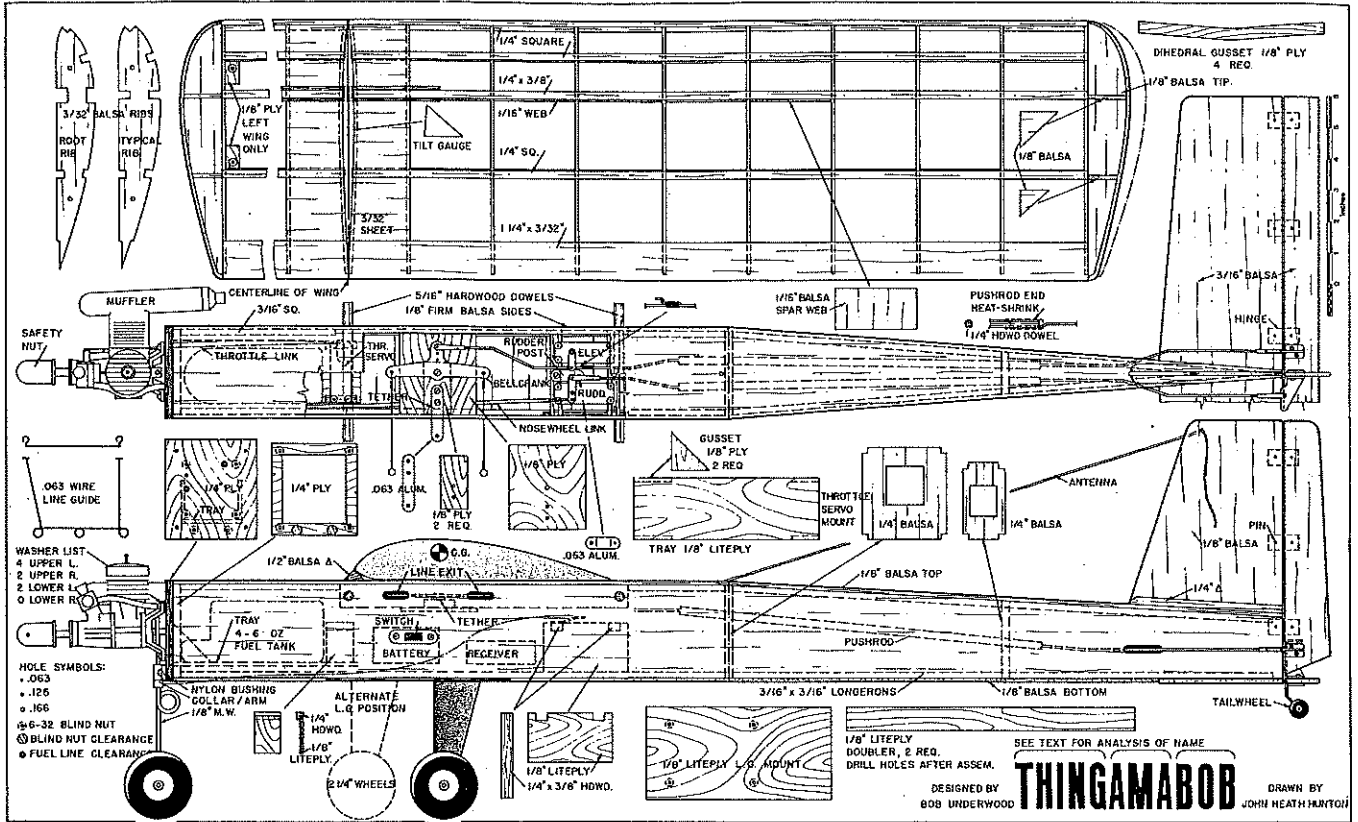 1/4" SQUARE
1/4" x 3/8"
1/16" WEB
1/4" SQ.
1 1/4" x 3/32"
3/32" BALSA RIBS
ROOT
RIB
TYPICAL
RIB
1/8" PLY
LEFT
WING
ONLY
TILT GAUGE
3/32"
SHEET
DIHEDRAL GUSSET 1/8" PLY
4 REQ.
1/8" BALSA TIP.
1/8" BALSA
0
1
2
3
4
5
6
Inches
MUFFLER
CENTERLINE OF WING
3/16" SQ.
5/16" HARDWOOD DOWELS
1/8" FIRM BALSA SIDES
1/16" BALSA
SPAR WEB
PUSHROD END
HEAT-SHRINK
1/4" HDWD DOWEL
3/16" BALSA
HINGE
SAFETY
NUT
THROTTLE LINK
THR.
SERVO
TETHER
BELLCRANK
RUDDER
POST
ELEV.
RUDD.
NOSEWHEEL LINK
.063 WIRE
LINE GUIDE
1/4" PLY
TRAY
1/4" PLY
.063 ALUM.
1/8" PLY
2 REQ.
1/8" PLY
.063 ALUM.
GUSSET
1/8" PLY
2 REQ
TRAY 1/8" LITEPLY
THROTTLE
SERVO
MOUNT
1/4" BALSA
1/4" BALSA
ANTENNA
PIN
1/8" BALSA
1/4" Δ
WASHER LIST
4 UPPER L.
2 UPPER R.
2 LOWER L.
0 LOWER R.
1/2" BALSA Δ
C.G.
LINE EXIT
TETHER
SWITCH
BATTERY
RECEIVER
TRAY
4 - 6 OZ
FUEL TANK
1/8" BALSA TOP
PUSHROD
3/16" x 3/16" LONGERONS
1/8" BALSA BOTTOM
TAILWHEEL
HOLE SYMBOLS:
.063
.125
.166
6-32 BLIND NUT
BLIND NUT CLEARANCE
FUEL LINE CLEARANCE
NYLON BUSHING
COLLAR/ARM
1/8" M.W.
ALTERNATE
L.G POSITION
1/4"
HDWD.
1/8"
LITEPLY.
2 1/4" WHEELS
1/8" LITEPLY
1/4" x 3/8" HDWD.
1/8" LITEPLY L.G. MOUNT
1/8" LITEPLY
DOUBLER, 2 REQ.
DRILL HOLES AFTER ASSEM.
SEE TEXT FOR ANALYSIS OF NAME
DESIGNED BY
BOB UNDERWOOD
THINGAMABOB
DRAWN BY
JOHN HEATH HUNTON